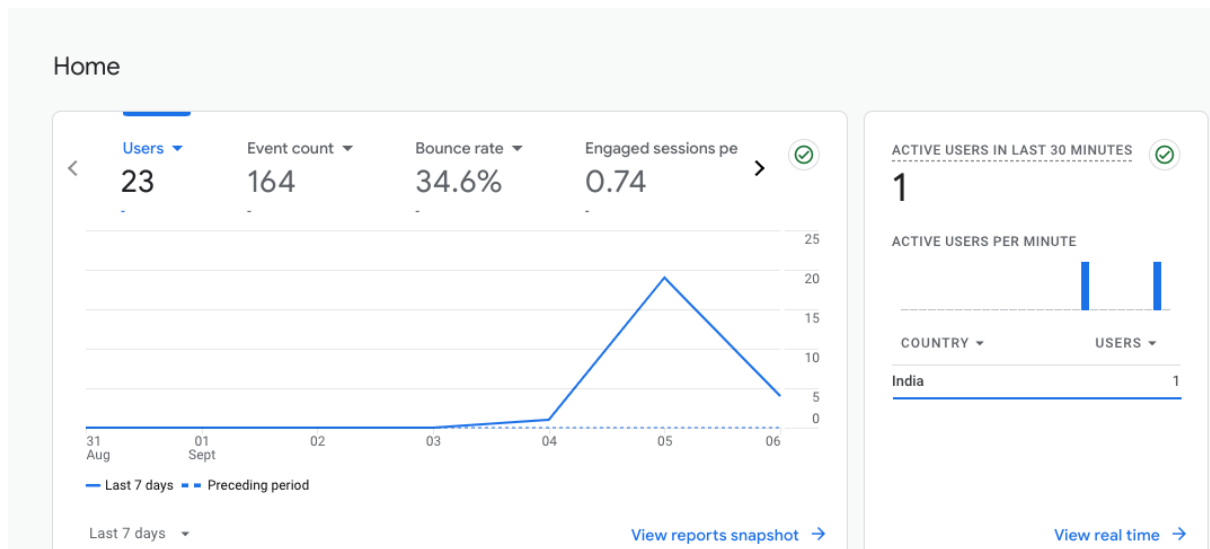 Home
Users Event count Bounce rate Engaged sessions pe
23 164 34.6% 0.74
- - - -
25
20
15
10
5
0
31 01 02 03 04 05 06
Aug Sept
Last 7 days Preceding period
Last 7 days View reports snapshot
ACTIVE USERS IN LAST 30 MINUTES
1
ACTIVE USERS PER MINUTE
COUNTRY USERS
India 1
View real time